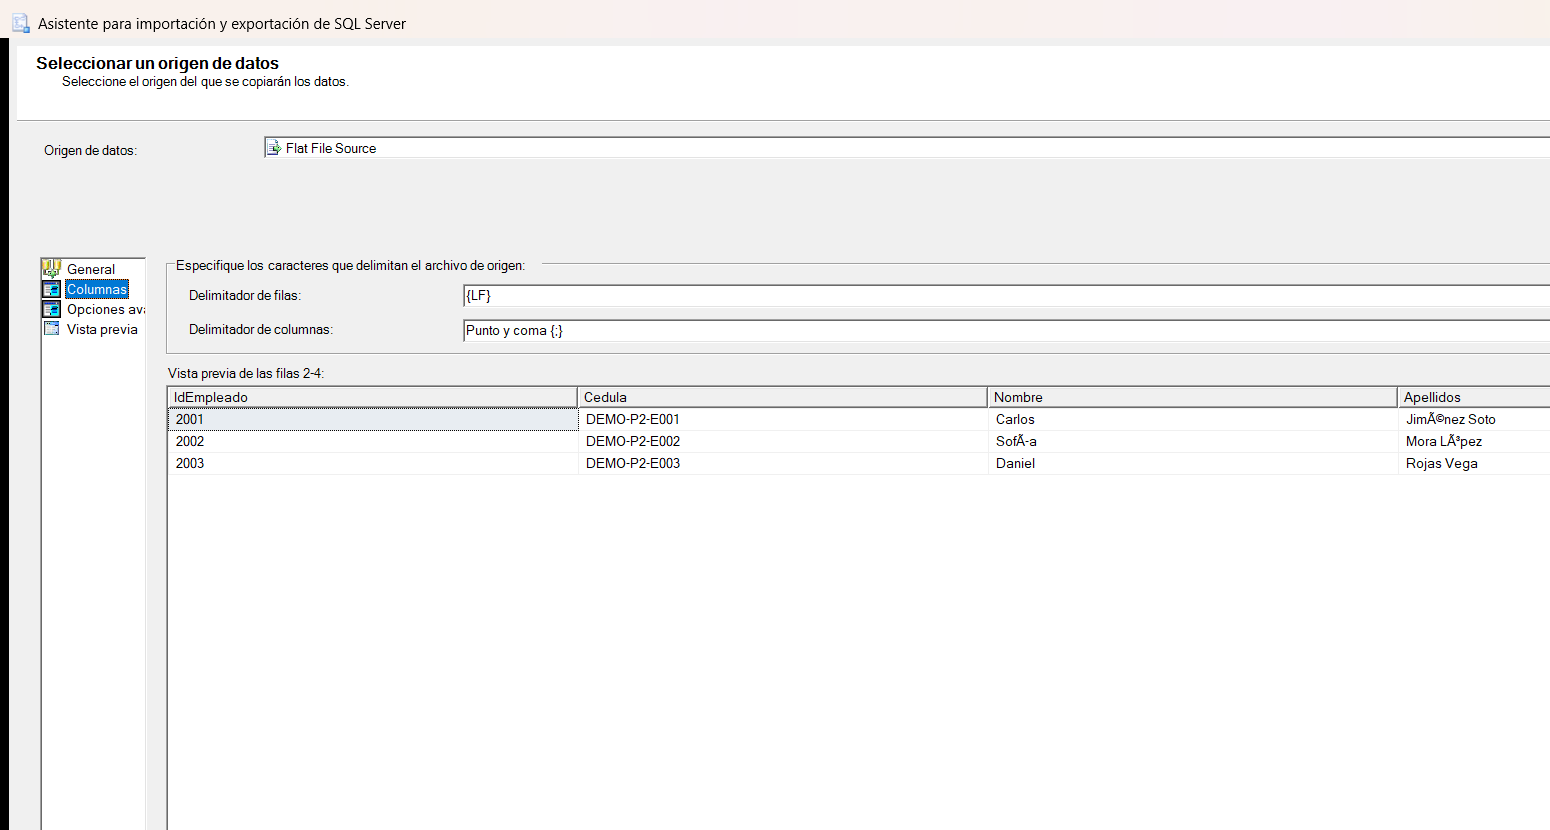 Asistente para importación y exportación de SQL Server
Seleccionar un origen de datos
Seleccione el origen del que se copiarán los datos.
Origen de datos:
Flat File Source
General
Columnas
Opciones ava
Vista previa
Especifique los caracteres que delimitan el archivo de origen:
Delimitador de filas:
{LF}
Delimitador de columnas:
Punto y coma {;}
Vista previa de las filas 2-4:
IdEmpleado Cedula Nombre Apellidos
2001 DEMO-P2-E001 Carlos JimÃ©nez Soto
2002 DEMO-P2-E002 SofÃ-a Mora LÃ³pez
2003 DEMO-P2-E003 Daniel Rojas Vega